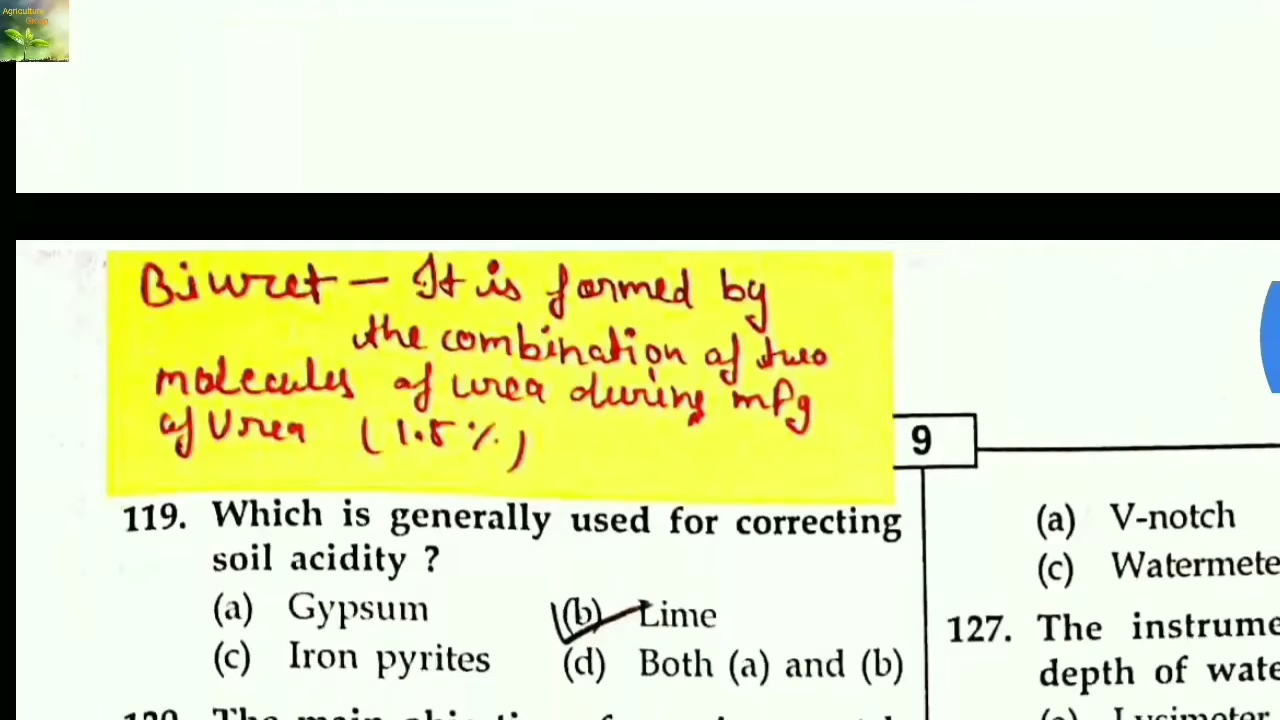 Agriculture
Group
Biuret – It is formed by
the combination of two
molecules of urea during mfg
of Urea (1.5%)
9
119. Which is generally used for correcting
soil acidity ?
(a) Gypsum (b) Lime
(c) Iron pyrites (d) Both (a) and (b)
(a) V-notch
(c) Watermete
127. The instrume
depth of wate